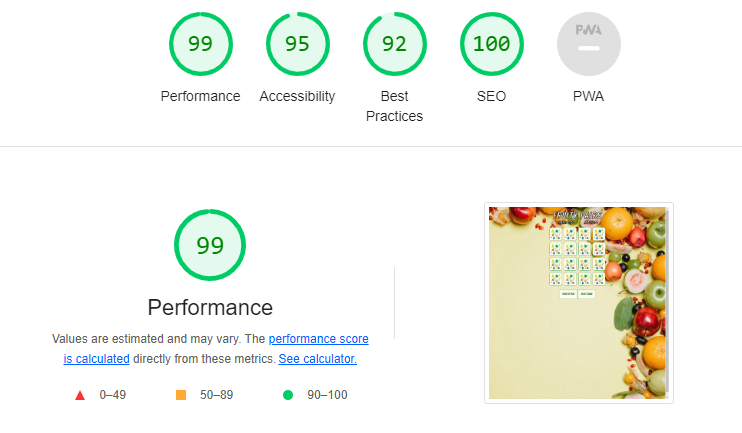 99
95
92
100
PWA
Performance
Accessibility
Best
Practices
SEO
PWA
99
Performance
Values are estimated and may vary. The performance score
is calculated directly from these metrics. See calculator.
0–49
50–89
90–100